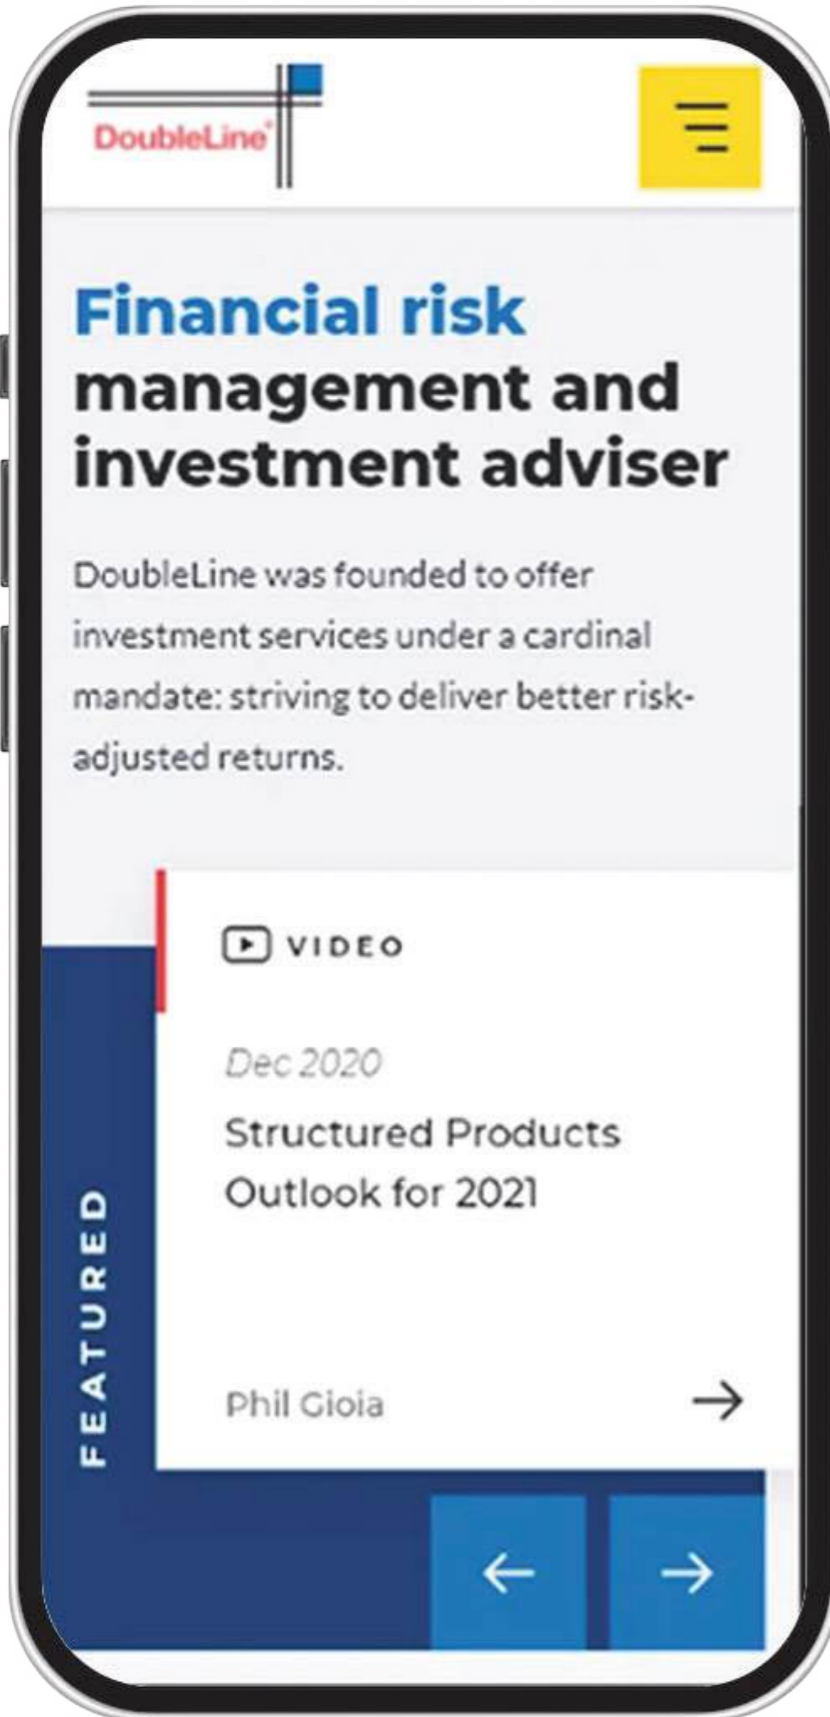 DoubleLine®
Financial risk
management and
investment adviser
DoubleLine was founded to offer
investment services under a cardinal
mandate: striving to deliver better risk-
adjusted returns.
VIDEO
Dec 2020
Structured Products
Outlook for 2021
Phil Gioia
FEATURED